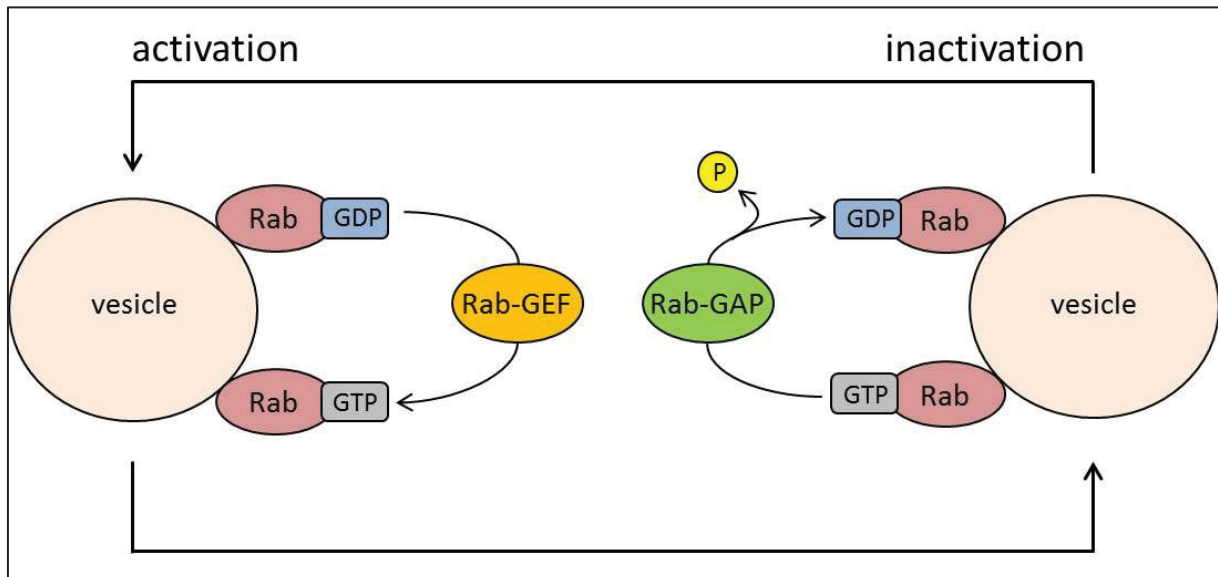 activation
inactivation
P
Rab GDP
GDP Rab
vesicle
Rab-GEF
Rab-GAP
vesicle
Rab GTP
GTP Rab